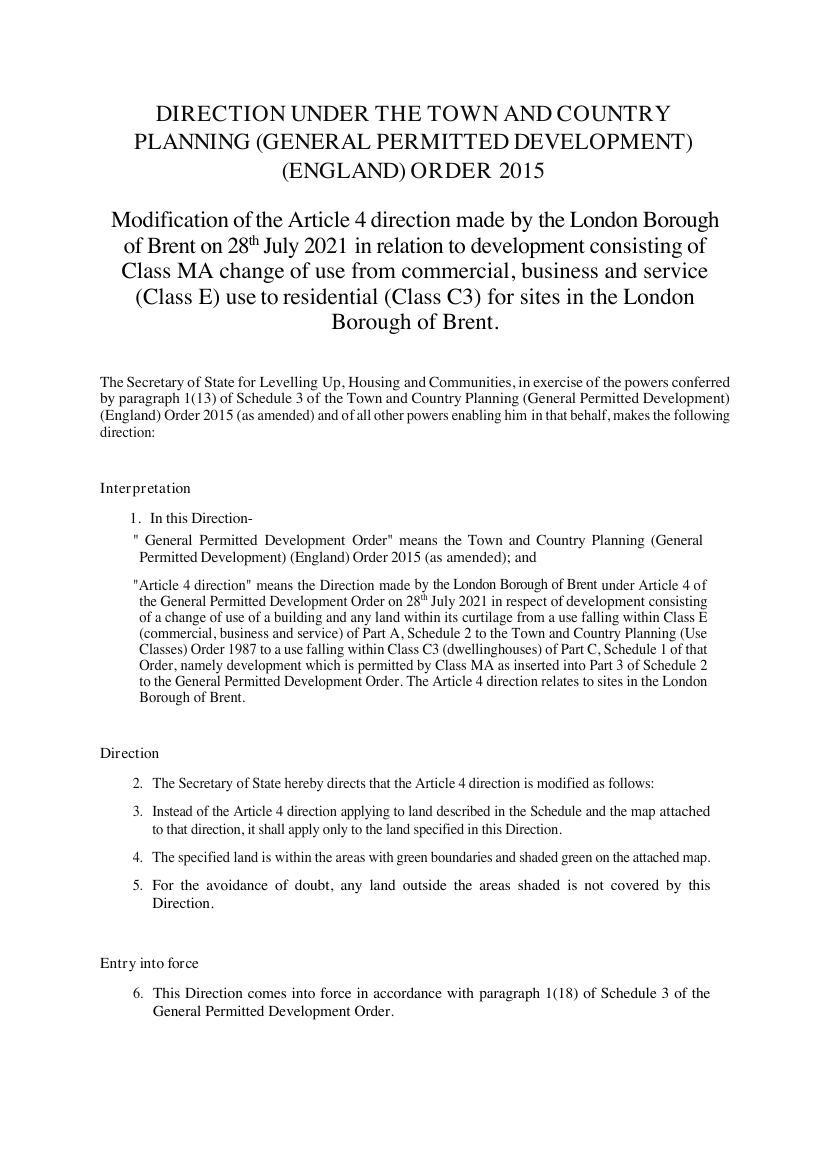 DIRECTION UNDER THE TOWN AND COUNTRY
PLANNING (GENERAL PERMITTED DEVELOPMENT)
(ENGLAND) ORDER 2015
Modification of the Article 4 direction made by the London Borough
of Brent on 28th July 2021 in relation to development consisting of
Class MA change of use from commercial, business and service
(Class E) use to residential (Class C3) for sites in the London
Borough of Brent.
The Secretary of State for Levelling Up, Housing and Communities, in exercise of the powers conferred
by paragraph 1(13) of Schedule 3 of the Town and Country Planning (General Permitted Development)
(England) Order 2015 (as amended) and of all other powers enabling him in that behalf, makes the following
direction:
Interpretation
1. In this Direction-
" General Permitted Development Order" means the Town and Country Planning (General
Permitted Development) (England) Order 2015 (as amended); and
"Article 4 direction" means the Direction made by the London Borough of Brent under Article 4 of
the General Permitted Development Order on 28th July 2021 in respect of development consisting
of a change of use of a building and any land within its curtilage from a use falling within Class E
(commercial, business and service) of Part A, Schedule 2 to the Town and Country Planning (Use
Classes) Order 1987 to a use falling within Class C3 (dwellinghouses) of Part C, Schedule 1 of that
Order, namely development which is permitted by Class MA as inserted into Part 3 of Schedule 2
to the General Permitted Development Order. The Article 4 direction relates to sites in the London
Borough of Brent.
Direction
2. The Secretary of State hereby directs that the Article 4 direction is modified as follows:
3. Instead of the Article 4 direction applying to land described in the Schedule and the map attached
to that direction, it shall apply only to the land specified in this Direction.
4. The specified land is within the areas with green boundaries and shaded green on the attached map.
5. For the avoidance of doubt, any land outside the areas shaded is not covered by this
Direction.
Entry into force
6. This Direction comes into force in accordance with paragraph 1(18) of Schedule 3 of the
General Permitted Development Order.